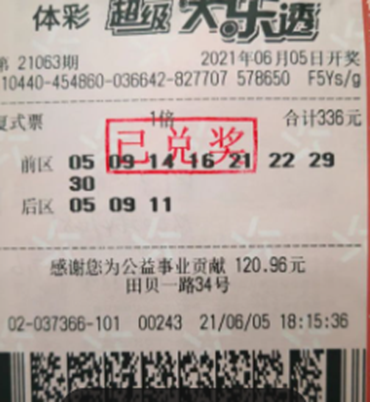 体彩 超级大乐透
第 21063期 2021年06月05日开奖
10440-454860-036642-827707 578650 F5Ys/g
复式票 1倍 合计336元
已兑奖
前区 05 09 14 16 21 22 29
30
后区 05 09 11
感谢您为公益事业贡献 120.96元
田贝一路34号
02-037366-101 00243 21/06/05 18:15:36